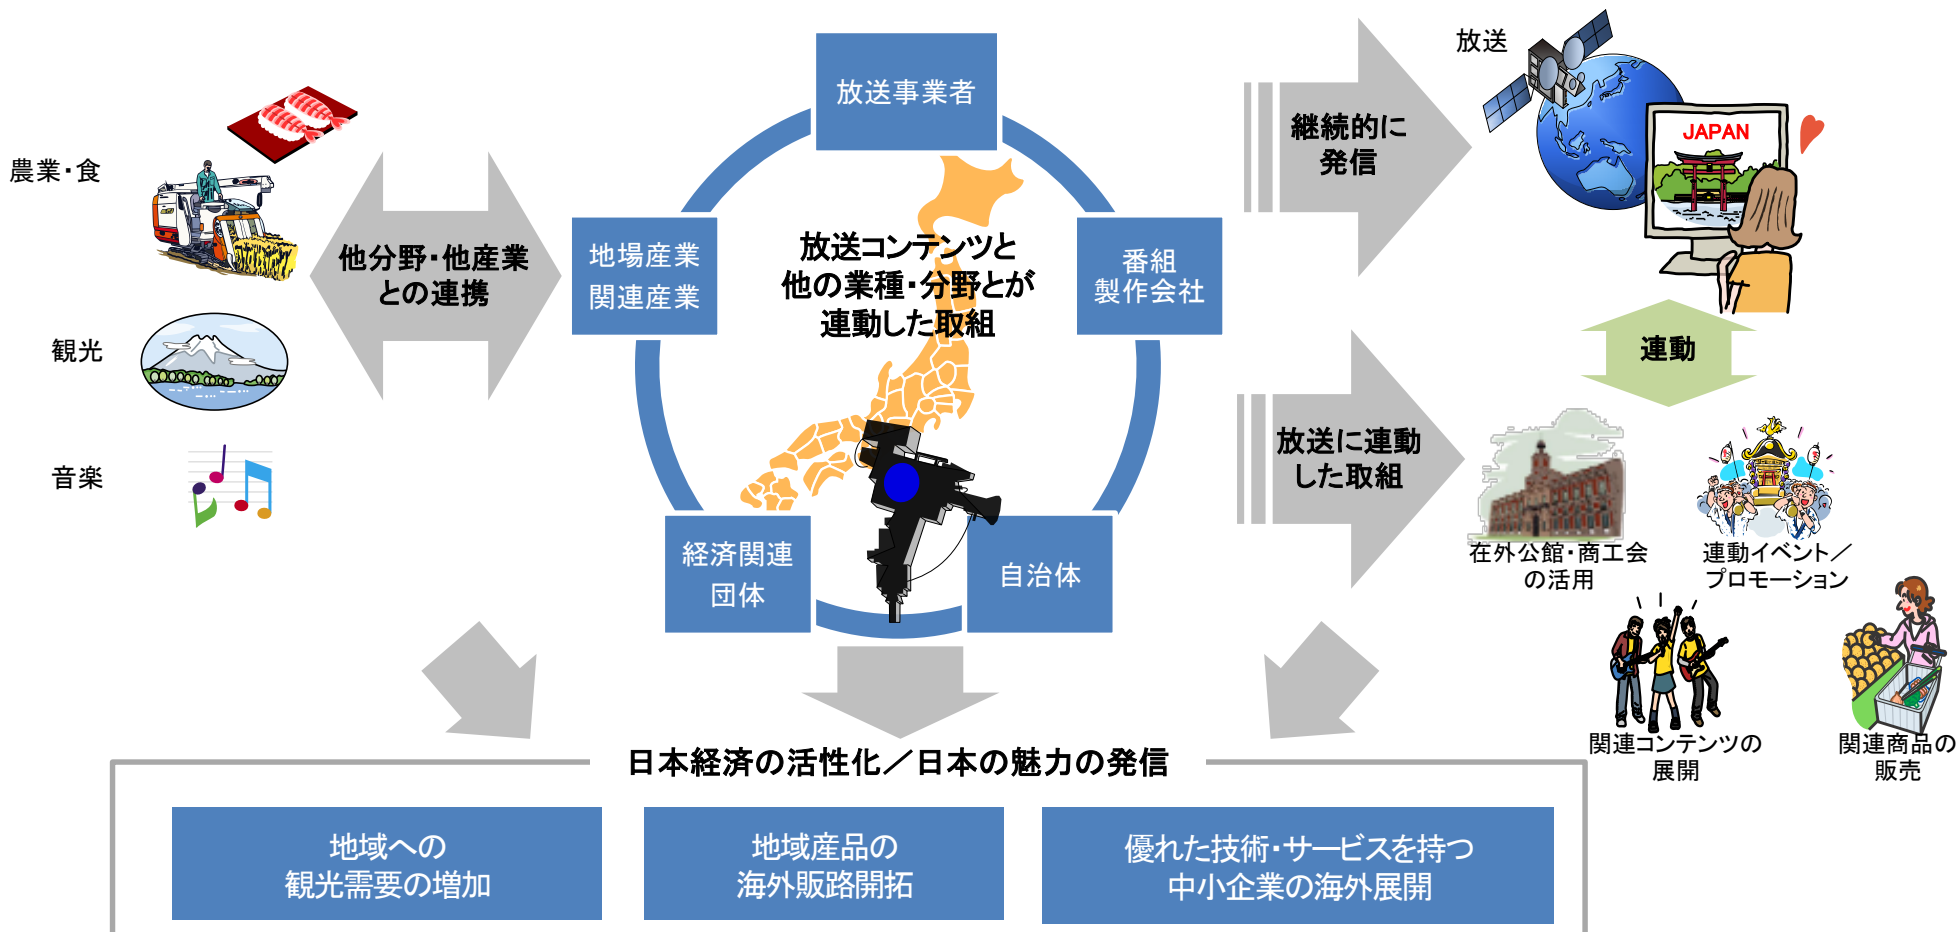 放送事業者
放送
継続的に
発信
JAPAN
農業・食
他分野・他産業
との連携
地場産業
関連産業
放送コンテンツと
他の業種・分野とが
連動した取組
番組
製作会社
観光
連動
音楽
放送に連動
した取組
経済関連
団体
自治体
在外公館・商工会
の活用
連動イベント／
プロモーション
関連コンテンツの
展開
関連商品の
販売
日本経済の活性化／日本の魅力の発信
地域への
観光需要の増加
地域産品の
海外販路開拓
優れた技術・サービスを持つ
中小企業の海外展開